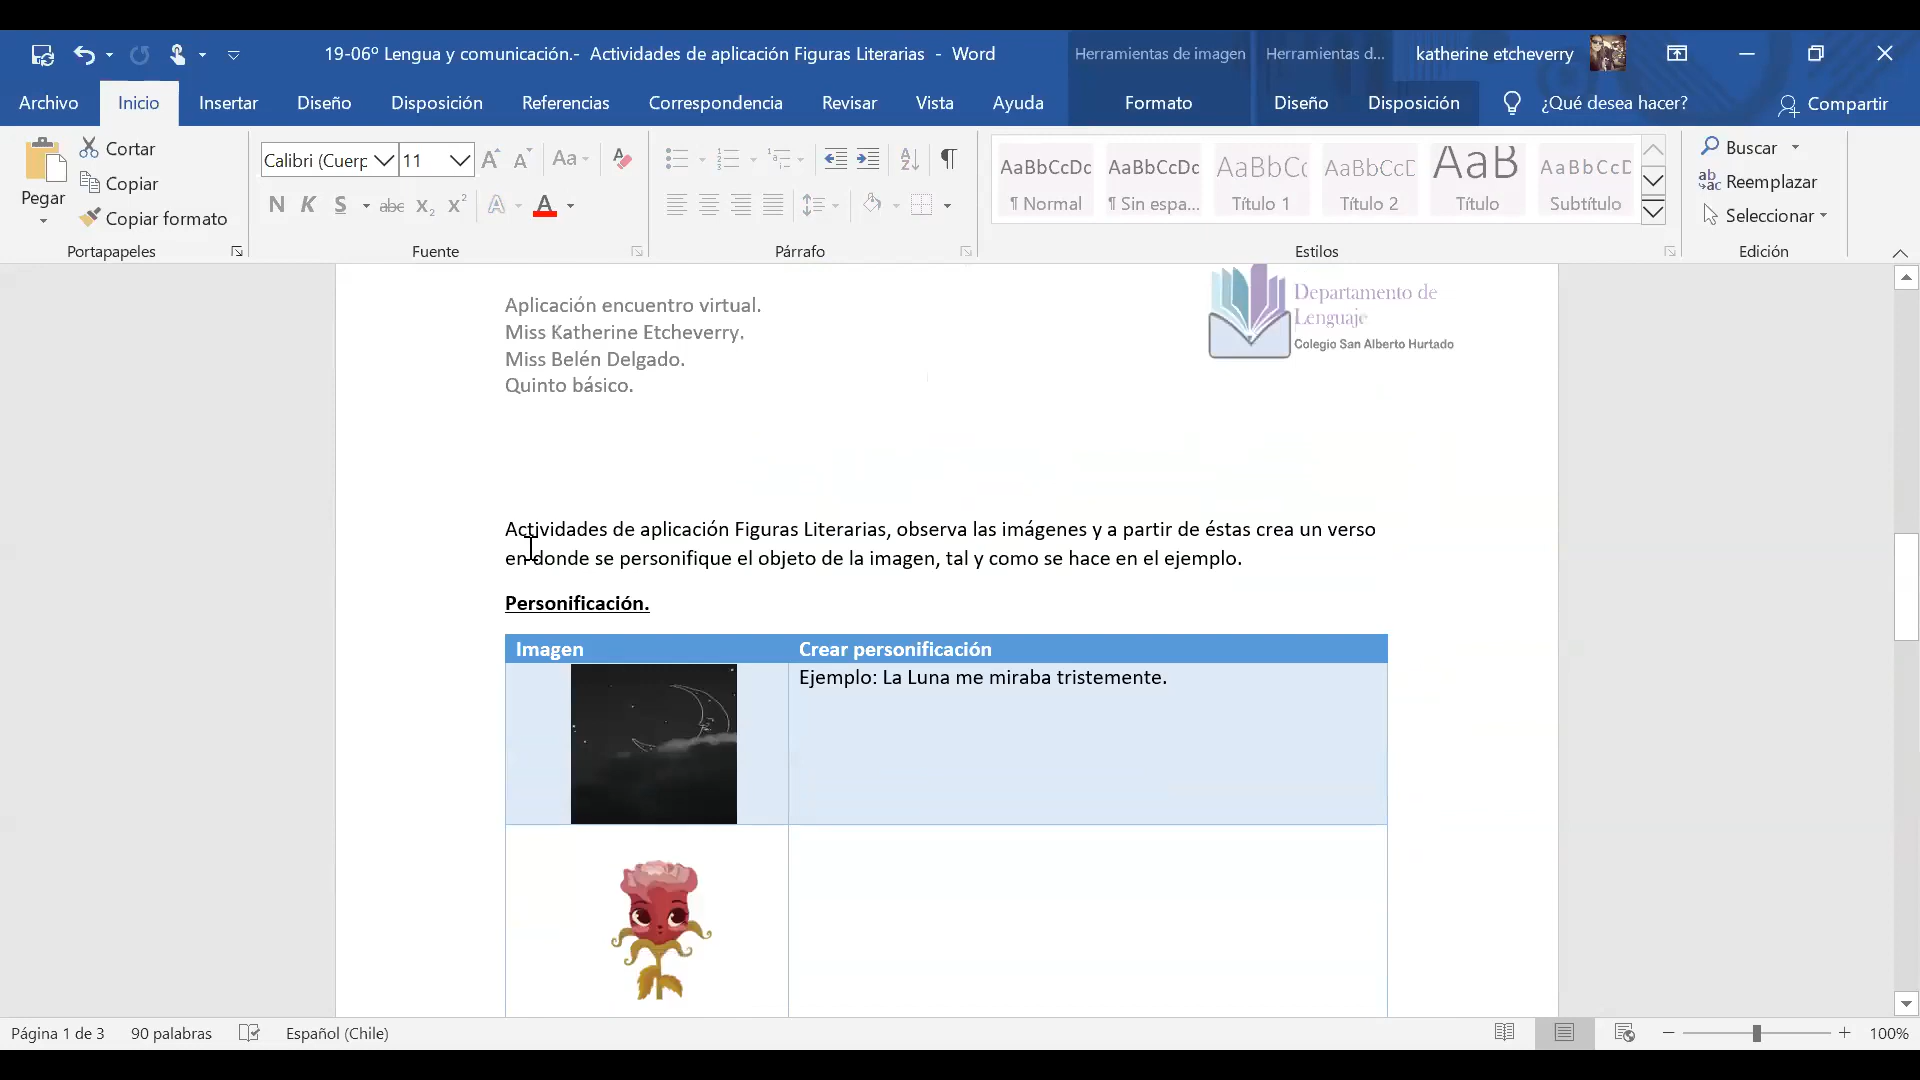 19-06º Lengua y comunicación.- Actividades de aplicación Figuras Literarias - Word
Herramientas de imagen
Herramientas d...
katherine etcheverry
Archivo
Inicio
Insertar
Diseño
Disposición
Referencias
Correspondencia
Revisar
Vista
Ayuda
Formato
Diseño
Disposición
¿Qué desea hacer?
Compartir
Pegar
Cortar
Copiar
Copiar formato
Portapapeles
Calibri (Cuerp
11
Aa
N K S abc X₂ X² A A
Fuente
Párrafo
AaBbCcDc
¶ Normal
AaBbCcDc
¶ Sin espa...
AaBbCc
Título 1
AaBbCcE
Título 2
AaB
Título
AaBbCcE
Subtítulo
Estilos
Buscar
Reemplazar
Seleccionar
Edición
Aplicación encuentro virtual.
Miss Katherine Etcheverry.
Miss Belén Delgado.
Quinto básico.
Departamento de
Lenguaje
Colegio San Alberto Hurtado
Actividades de aplicación Figuras Literarias, observa las imágenes y a partir de éstas crea un verso
en donde se personifique el objeto de la imagen, tal y como se hace en el ejemplo.
Personificación.
Imagen
Crear personificación
Ejemplo: La Luna me miraba tristemente.
Página 1 de 3
90 palabras
Español (Chile)
100%